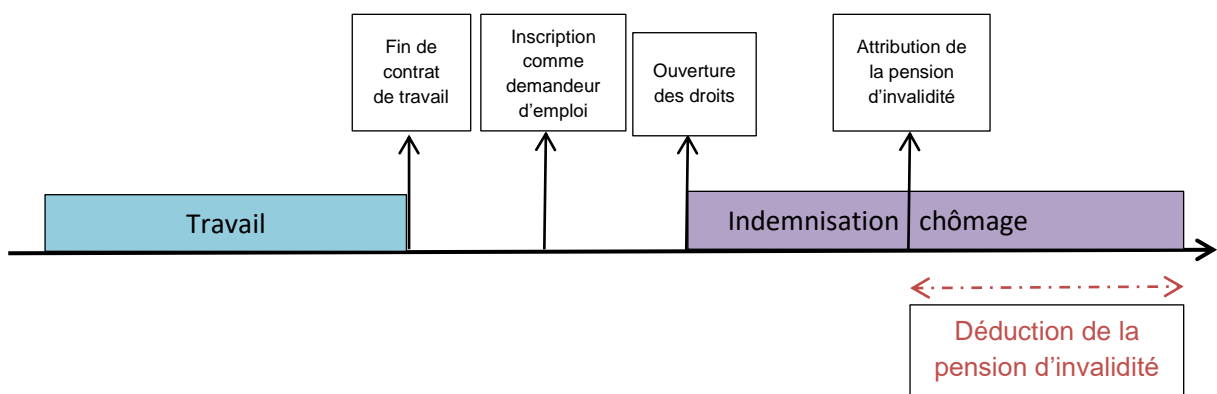 Fin de
contrat
de travail
Inscription
comme
demandeur
d'emploi
Ouverture
des droits
Attribution de
la pension
d'invalidité
Travail
Indemnisation chômage
Déduction de la
pension d'invalidité